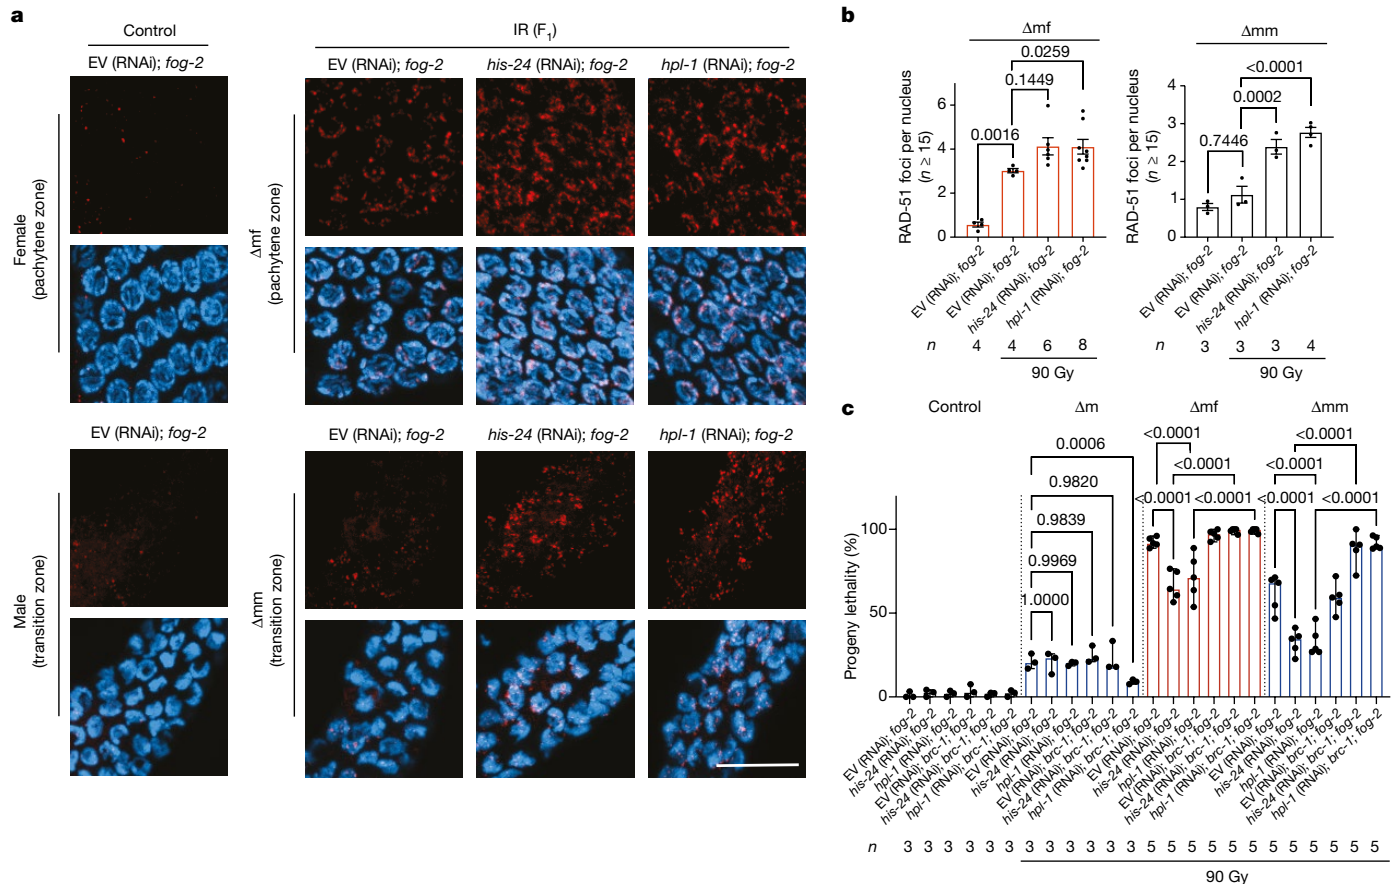 a
Control
IR (F1)
EV (RNAi); fog-2
EV (RNAi); fog-2
his-24 (RNAi); fog-2
hpl-1 (RNAi); fog-2
Female
(pachytene zone)
Δmf
(pachytene zone)
EV (RNAi); fog-2
EV (RNAi); fog-2
his-24 (RNAi); fog-2
hpl-1 (RNAi); fog-2
Male
(transition zone)
Δmm
(transition zone)
b
Δmf
0.0259
0.1449
0.0016
RAD-51 foci per nucleus
(n ≥ 15)
6
4
2
0
EV (RNAi); fog-2
EV (RNAi); fog-2
his-24 (RNAi); fog-2
hpl-1 (RNAi); fog-2
n 4 4 6 8
90 Gy
Δmm
<0.0001
0.0002
0.7446
RAD-51 foci per nucleus
(n ≥ 15)
4
3
2
1
0
EV (RNAi); fog-2
EV (RNAi); fog-2
his-24 (RNAi); fog-2
hpl-1 (RNAi); fog-2
n 3 3 3 4
90 Gy
c
Control Δm Δmf Δmm
0.0006
0.9820
0.9839
0.9969
1.0000
<0.0001
<0.0001
<0.0001 <0.0001
<0.0001
<0.0001
<0.0001 <0.0001
Progeny lethality (%)
100
50
0
EV (RNAi); fog-2
his-24 (RNAi); fog-2
hpl-1 (RNAi); fog-2
EV (RNAi); brc-1; fog-2
his-24 (RNAi); brc-1; fog-2
hpl-1 (RNAi); brc-1; fog-2
EV (RNAi); fog-2
his-24 (RNAi); fog-2
hpl-1 (RNAi); fog-2
EV (RNAi); brc-1; fog-2
his-24 (RNAi); brc-1; fog-2
hpl-1 (RNAi); brc-1; fog-2
EV (RNAi); fog-2
his-24 (RNAi); fog-2
hpl-1 (RNAi); fog-2
EV (RNAi); brc-1; fog-2
his-24 (RNAi); brc-1; fog-2
hpl-1 (RNAi); brc-1; fog-2
EV (RNAi); fog-2
his-24 (RNAi); fog-2
hpl-1 (RNAi); fog-2
EV (RNAi); brc-1; fog-2
his-24 (RNAi); brc-1; fog-2
hpl-1 (RNAi); brc-1; fog-2
n 3 3 3 3 3 3 3 3 3 3 3 3 5 5 5 5 5 5 5 5 5 5 5 5
90 Gy